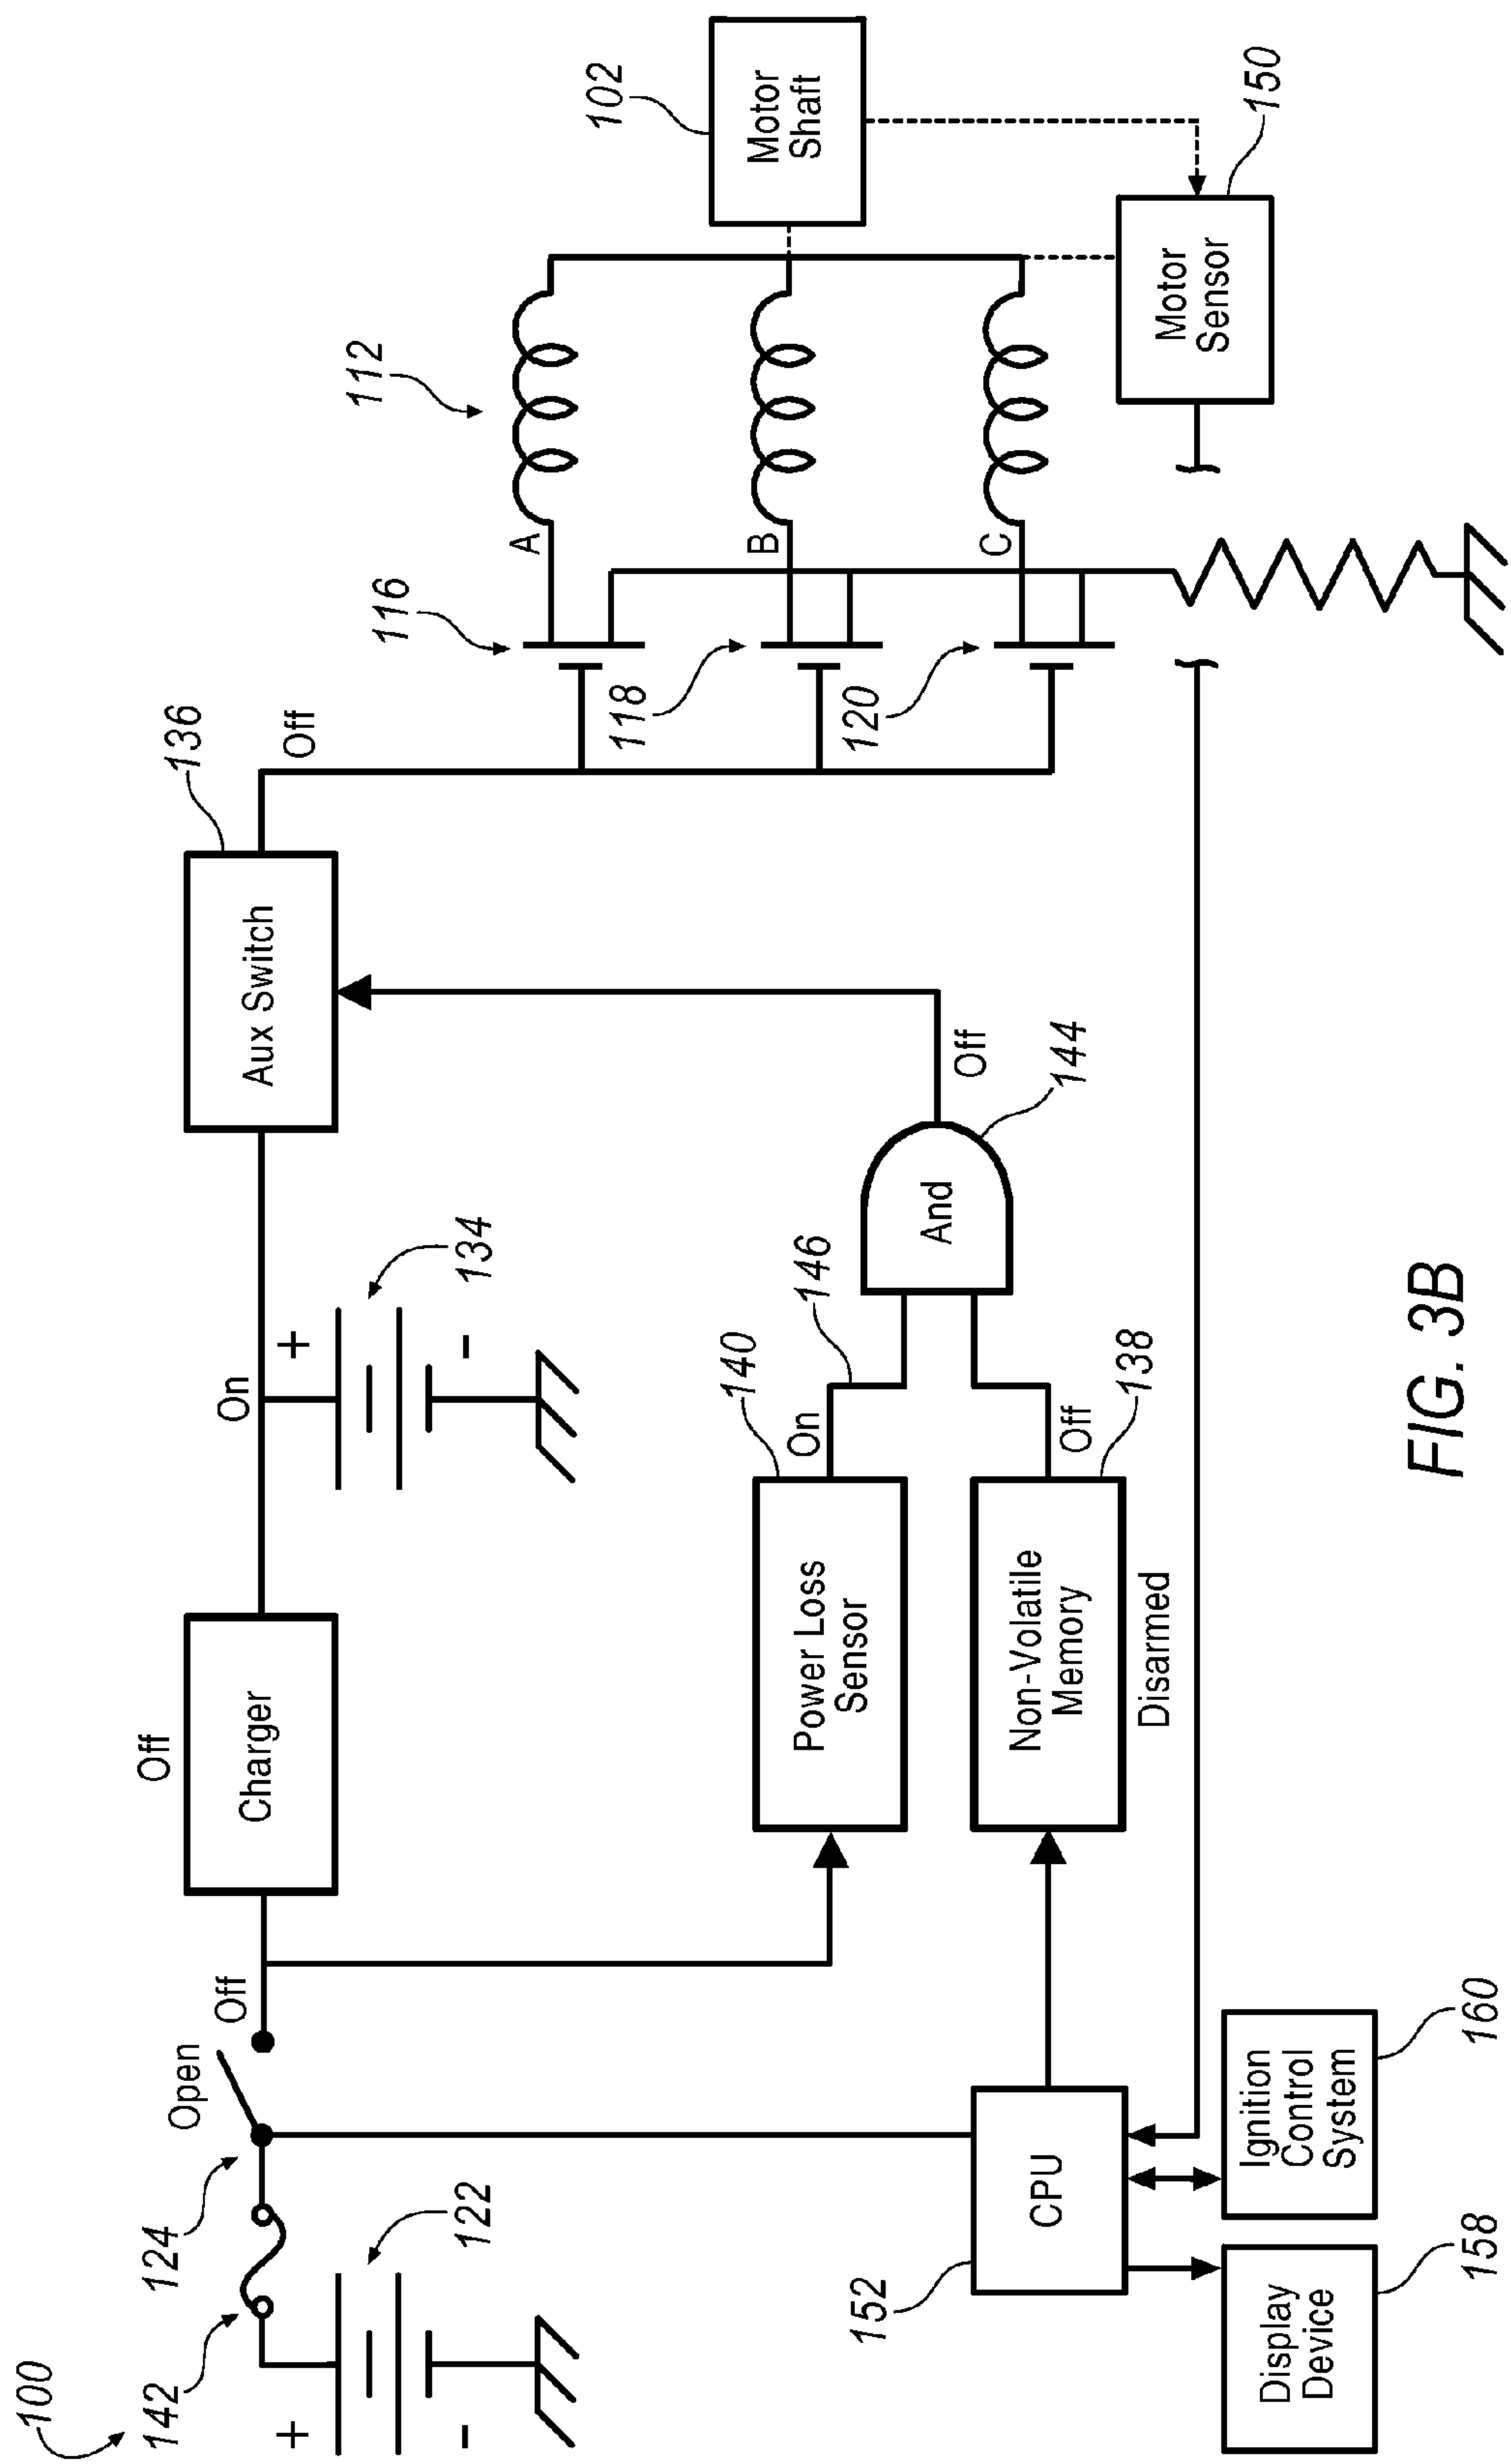 100
142
124
Open
Off
Off
Charger
On
+
-
134
Aux Switch
136
Off
116
112
102
Motor
Shaft
A
B
C
118
120
+
-
122
Power Loss
Sensor
140
On
146
And
Off
144
Non-Volatile
Memory
138
Off
Disarmed
Motor
Sensor
150
152
CPU
Display
Device
158
Ignition
Control
System
160
FIG. 3B